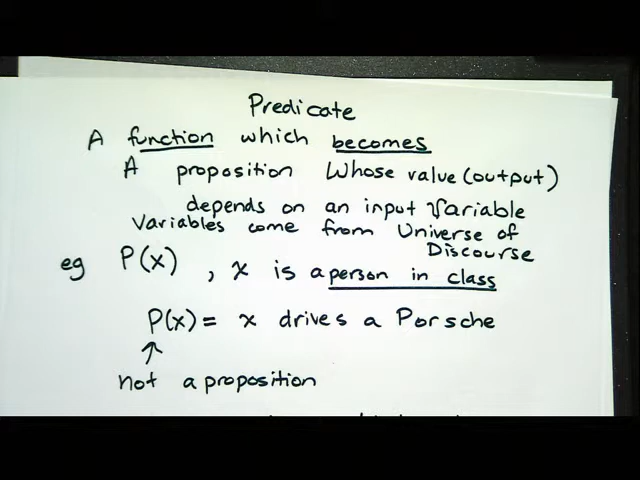 Predicate
A function which becomes
A proposition Whose value (output)
depends on an input Variable
Variables come from Universe of
Discourse
eg P(x) , x is a person in class
P(x) = x drives a Porsche
↑
not a proposition